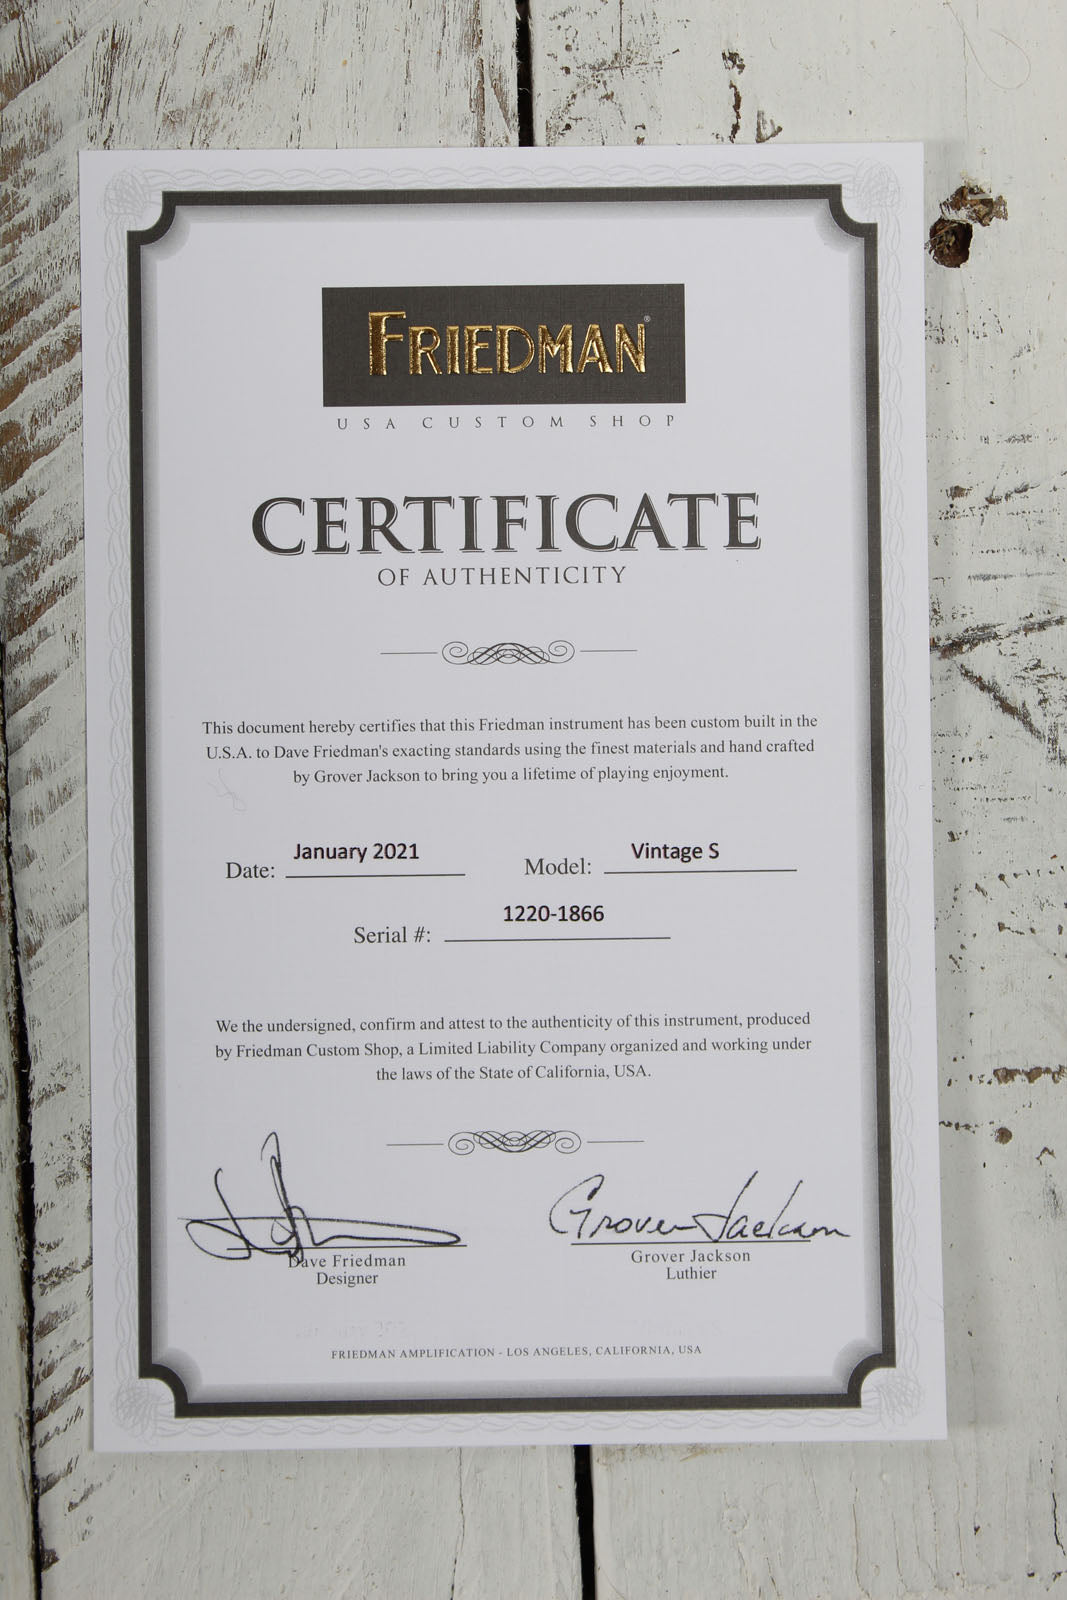 FRIEDMAN®
USA CUSTOM SHOP
CERTIFICATE
OF AUTHENTICITY
This document hereby certifies that this Friedman instrument has been custom built in the
U.S.A. to Dave Friedman's exacting standards using the finest materials and hand crafted
by Grover Jackson to bring you a lifetime of playing enjoyment.
Date: January 2021 Model: Vintage S
Serial #: 1220-1866
We the undersigned, confirm and attest to the authenticity of this instrument, produced
by Friedman Custom Shop, a Limited Liability Company organized and working under
the laws of the State of California, USA.
Grover Jackson
Dave Friedman
Designer
Grover Jackson
Luthier
FRIEDMAN AMPLIFICATION - LOS ANGELES, CALIFORNIA, USA